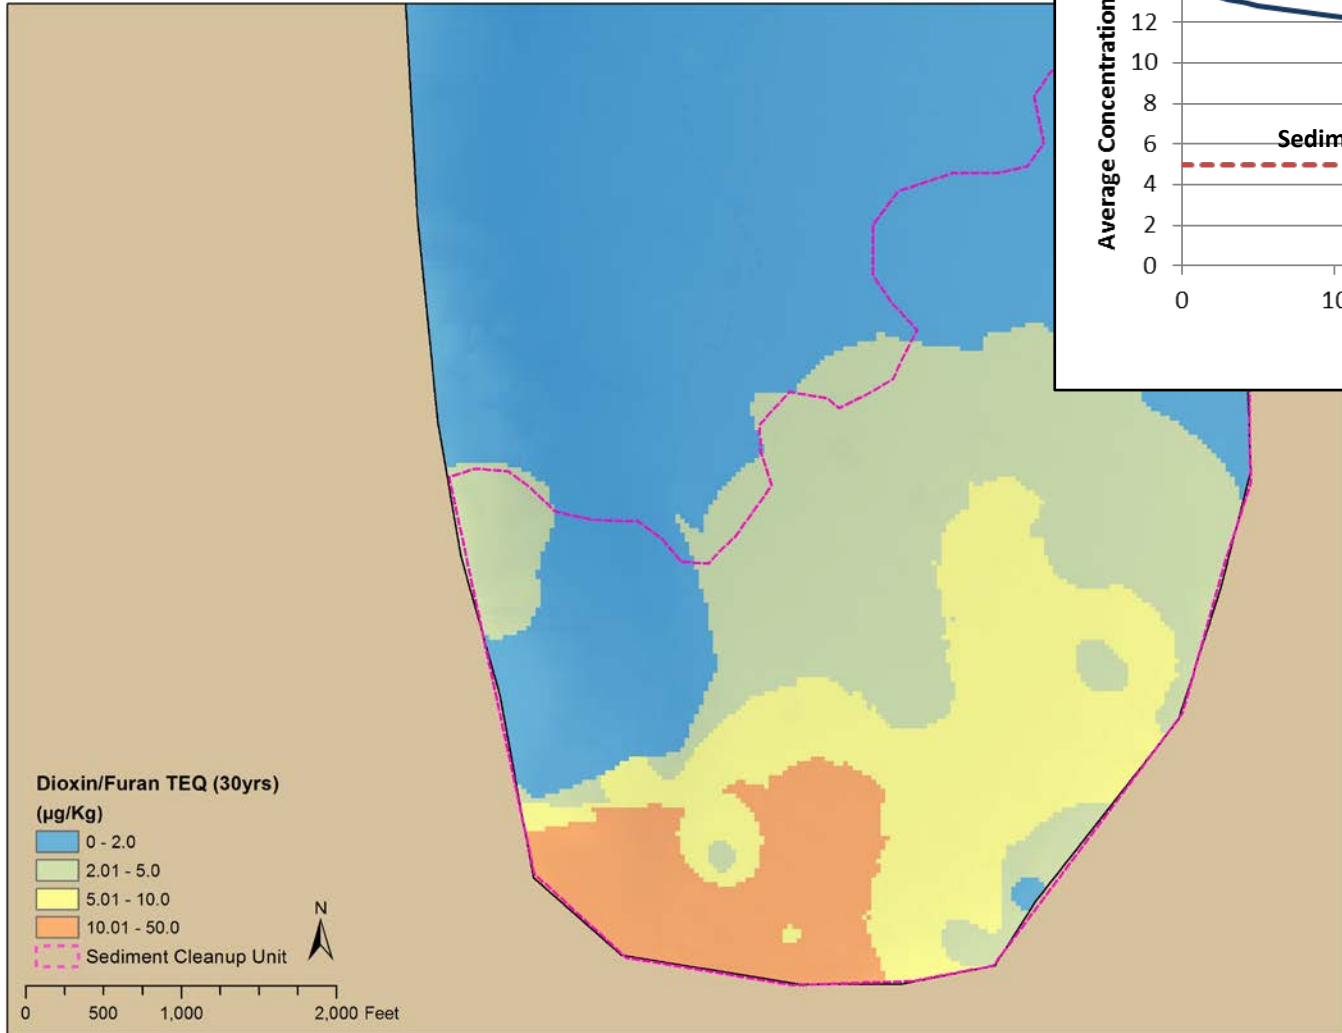 Average Concentration
12
10
8
6
4
2
0
Sedim
0
10
Dioxin/Furan TEQ (30yrs)
(µg/Kg)
0 - 2.0
2.01 - 5.0
5.01 - 10.0
10.01 - 50.0
Sediment Cleanup Unit
N
0 500 1,000 2,000 Feet